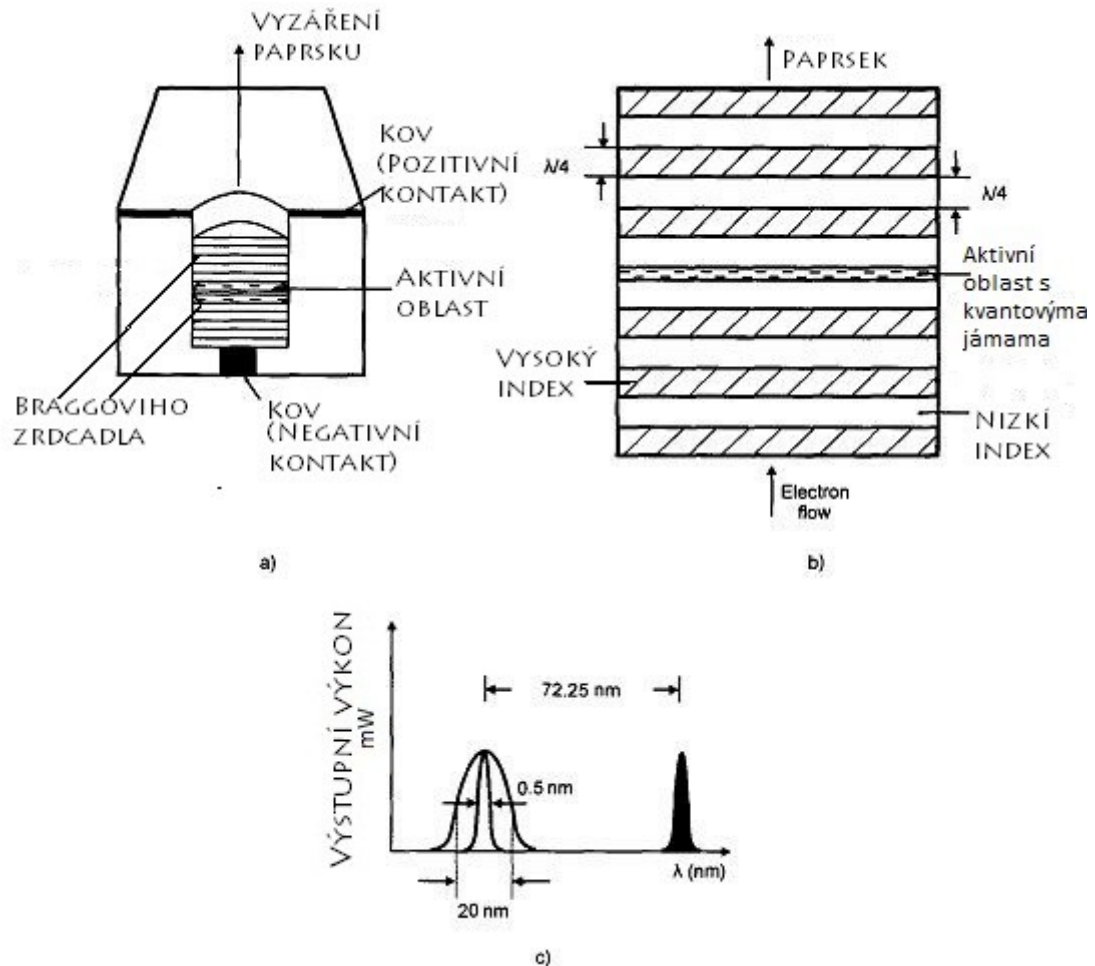 Vyzáření
paprsku
Kov
(Pozitivní
kontakt)
Aktivní
oblast
Braggoviho
zrdcadla
Kov
(Negativní
kontakt)
a)
Paprsek
λ/4
λ/4
Aktivní
oblast s
kvantovýma
jámama
Vysoký
index
Nizkí
index
Electron
flow
b)
Výstupní výkon
mW
72.25 nm
0.5 nm
λ (nm)
20 nm
c)